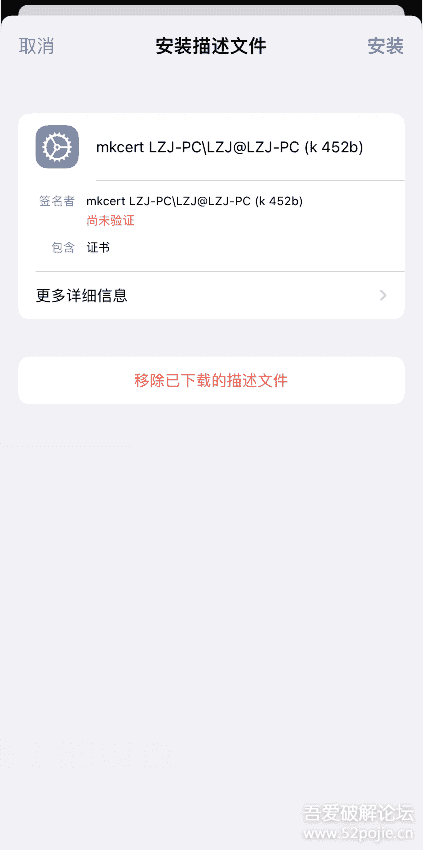 取消 安装描述文件 安装
mkcert LZJ-PC\LZJ@LZJ-PC (k 452b)
签名者 mkcert LZJ-PC\LZJ@LZJ-PC (k 452b)
尚未验证
包含 证书
更多详细信息
移除已下载的描述文件
吾爱破解论坛
www.52pojie.cn